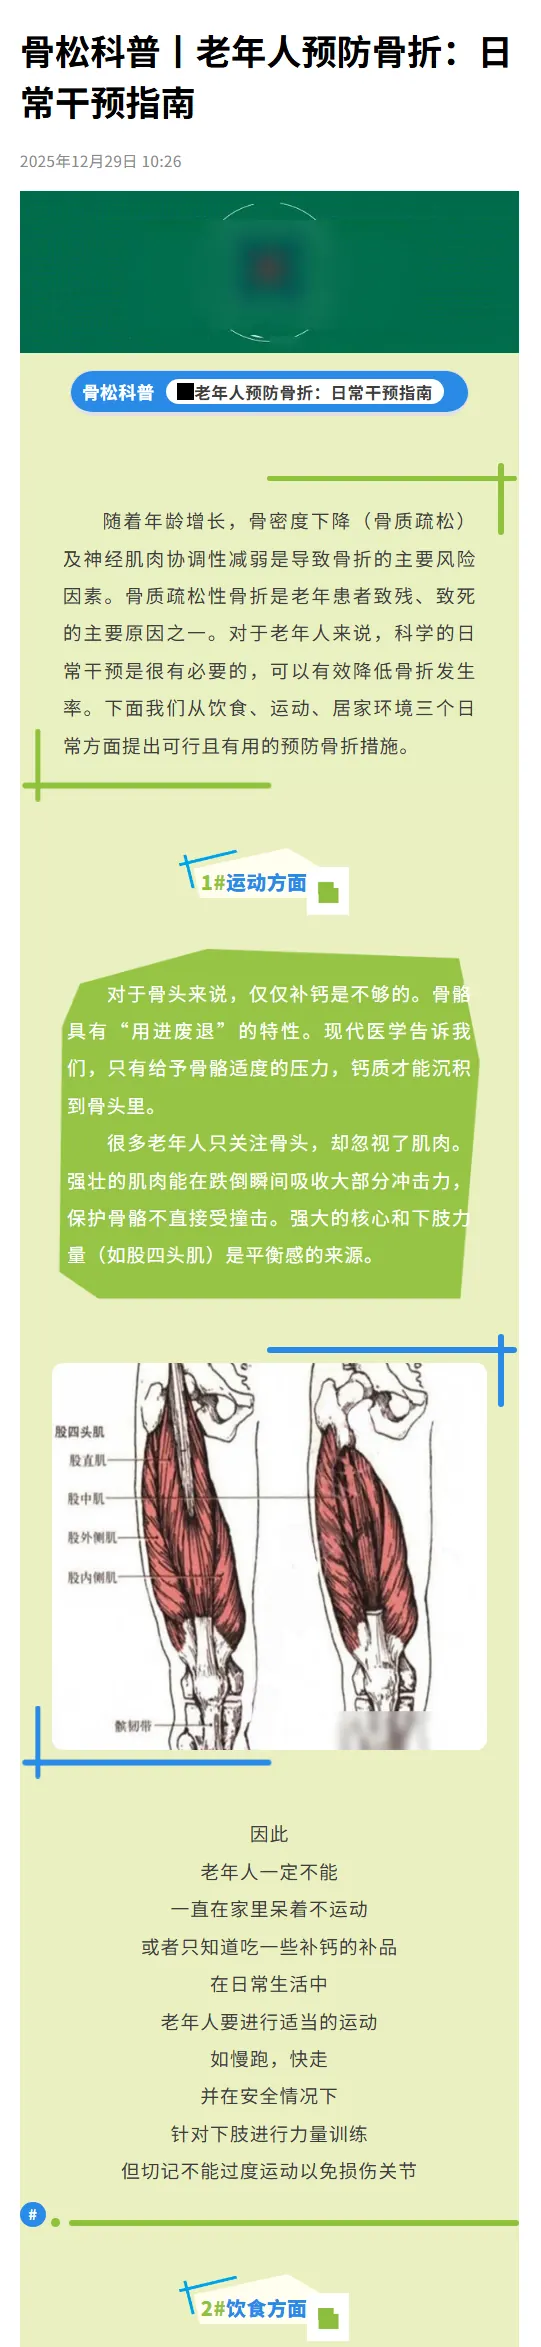 骨松科普丨老年人预防骨折：日
常干预指南
2025年12月29日 10:26
骨松科普 老年人预防骨折：日常干预指南
随着年龄增长，骨密度下降（骨质疏松）
及神经肌肉协调性减弱是导致骨折的主要风险
因素。骨质疏松性骨折是老年患者致残、致死
的主要原因之一。对于老年人来说，科学的日
常干预是很有必要的，可以有效降低骨折发生
率。下面我们从饮食、运动、居家环境三个日
常方面提出可行且有用的预防骨折措施。
1#运动方面
对于骨头来说，仅仅补钙是不够的。骨骼
具有“用进废退”的特性。现代医学告诉我
们，只有给予骨骼适度的压力，钙质才能沉积
到骨头里。
很多老年人只关注骨头，却忽视了肌肉。
强壮的肌肉能在跌倒瞬间吸收大部分冲击力，
保护骨骼不直接受撞击。强大的核心和下肢力
量（如股四头肌）是平衡感的来源。
股四头肌
股直肌
股中肌
股外侧肌
股内侧肌
髌韧带
因此
老年人一定不能
一直在家里呆着不运动
或者只知道吃一些补钙的补品
在日常生活中
老年人要进行适当的运动
如慢跑，快走
并在安全情况下
针对下肢进行力量训练
但切记不能过度运动以免损伤关节
#
2#饮食方面